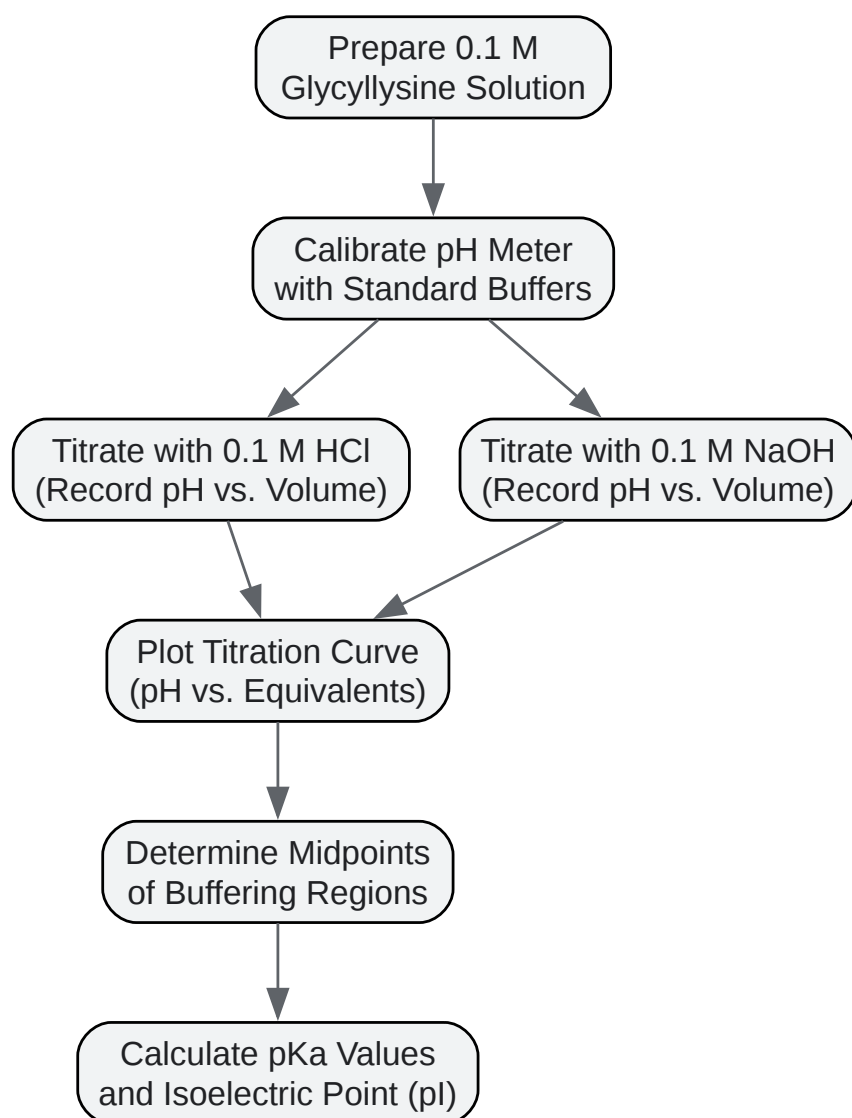 Prepare 0.1 M
Glycyllysine Solution
Calibrate pH Meter
with Standard Buffers
Titrate with 0.1 M HCl
(Record pH vs. Volume)
Titrate with 0.1 M NaOH
(Record pH vs. Volume)
Plot Titration Curve
(pH vs. Equivalents)
Determine Midpoints
of Buffering Regions
Calculate pKa Values
and Isoelectric Point (pI)